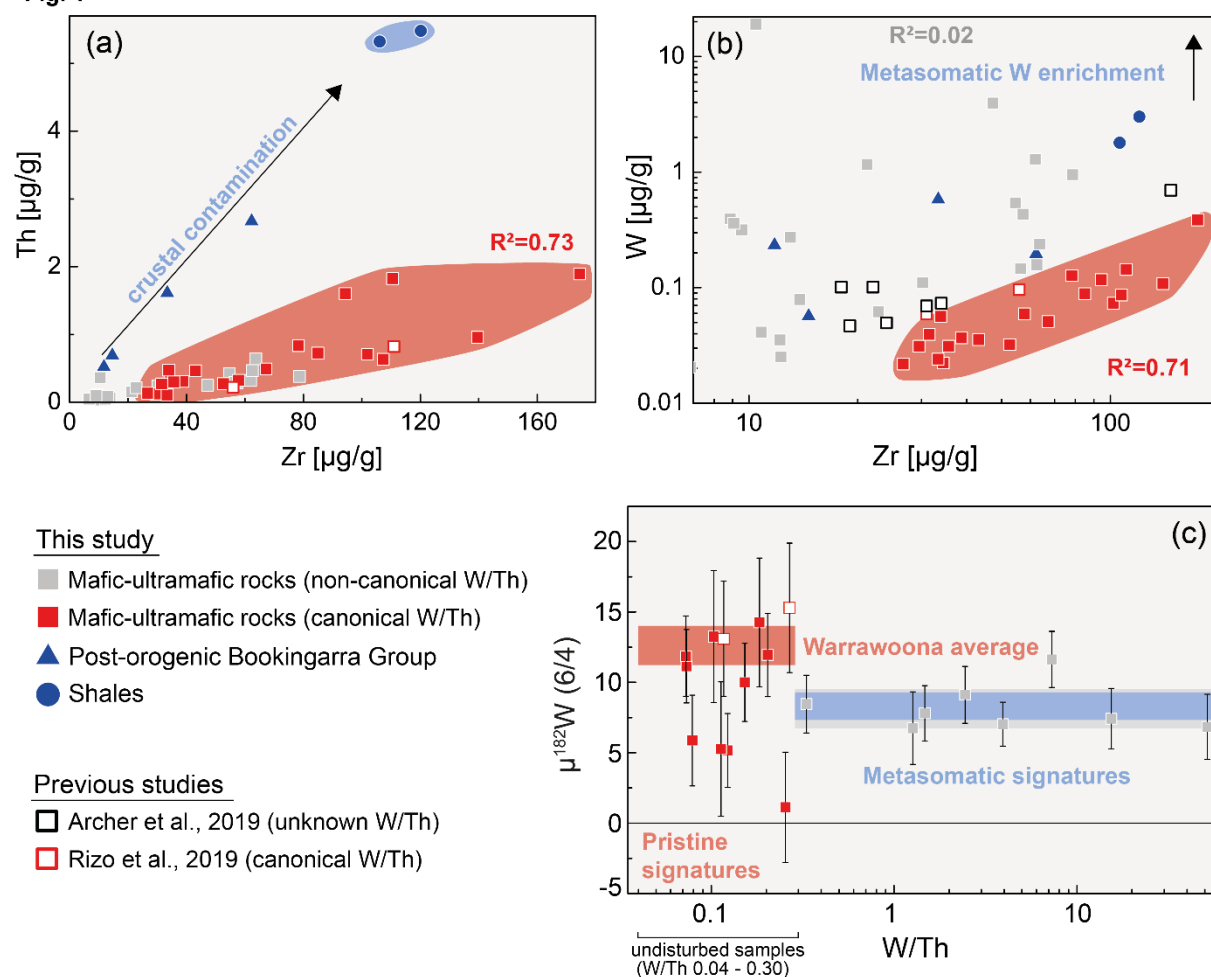 (a)
Th [µg/g]
4
2
0
crustal contamination
R²=0.73
0
40
80
120
160
Zr [µg/g]
(b)
R²=0.02
Metasomatic W enrichment
W [µg/g]
10
1
0.1
0.01
R²=0.71
10
100
Zr [µg/g]
This study
Mafic-ultramafic rocks (non-canonical W/Th)
Mafic-ultramafic rocks (canonical W/Th)
Post-orogenic Bookingarra Group
Shales
Previous studies
Archer et al., 2019 (unknown W/Th)
Rizo et al., 2019 (canonical W/Th)
(c)
µ¹⁸²W (6/4)
20
15
10
5
0
-5
Warrawoona average
Metasomatic signatures
Pristine
signatures
0.1
1
10
W/Th
undisturbed samples
(W/Th 0.04 - 0.30)